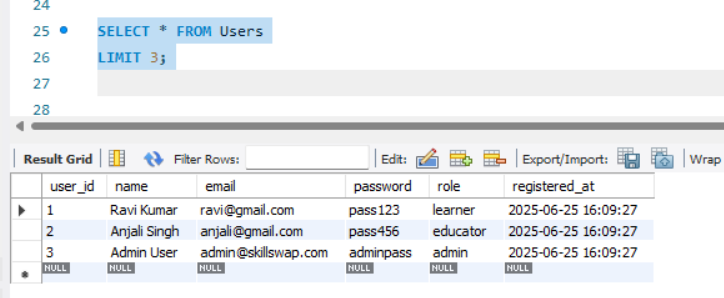 24
25 SELECT * FROM Users
26 LIMIT 3;
27
28
Result Grid Filter Rows: Edit: Export/Import: Wrap
user_id name email password role registered_at
1 Ravi Kumar ravi@gmail.com pass123 learner 2025-06-25 16:09:27
2 Anjali Singh anjali@gmail.com pass456 educator 2025-06-25 16:09:27
3 Admin User admin@skillswap.com adminpass admin 2025-06-25 16:09:27
NULL NULL NULL NULL NULL NULL